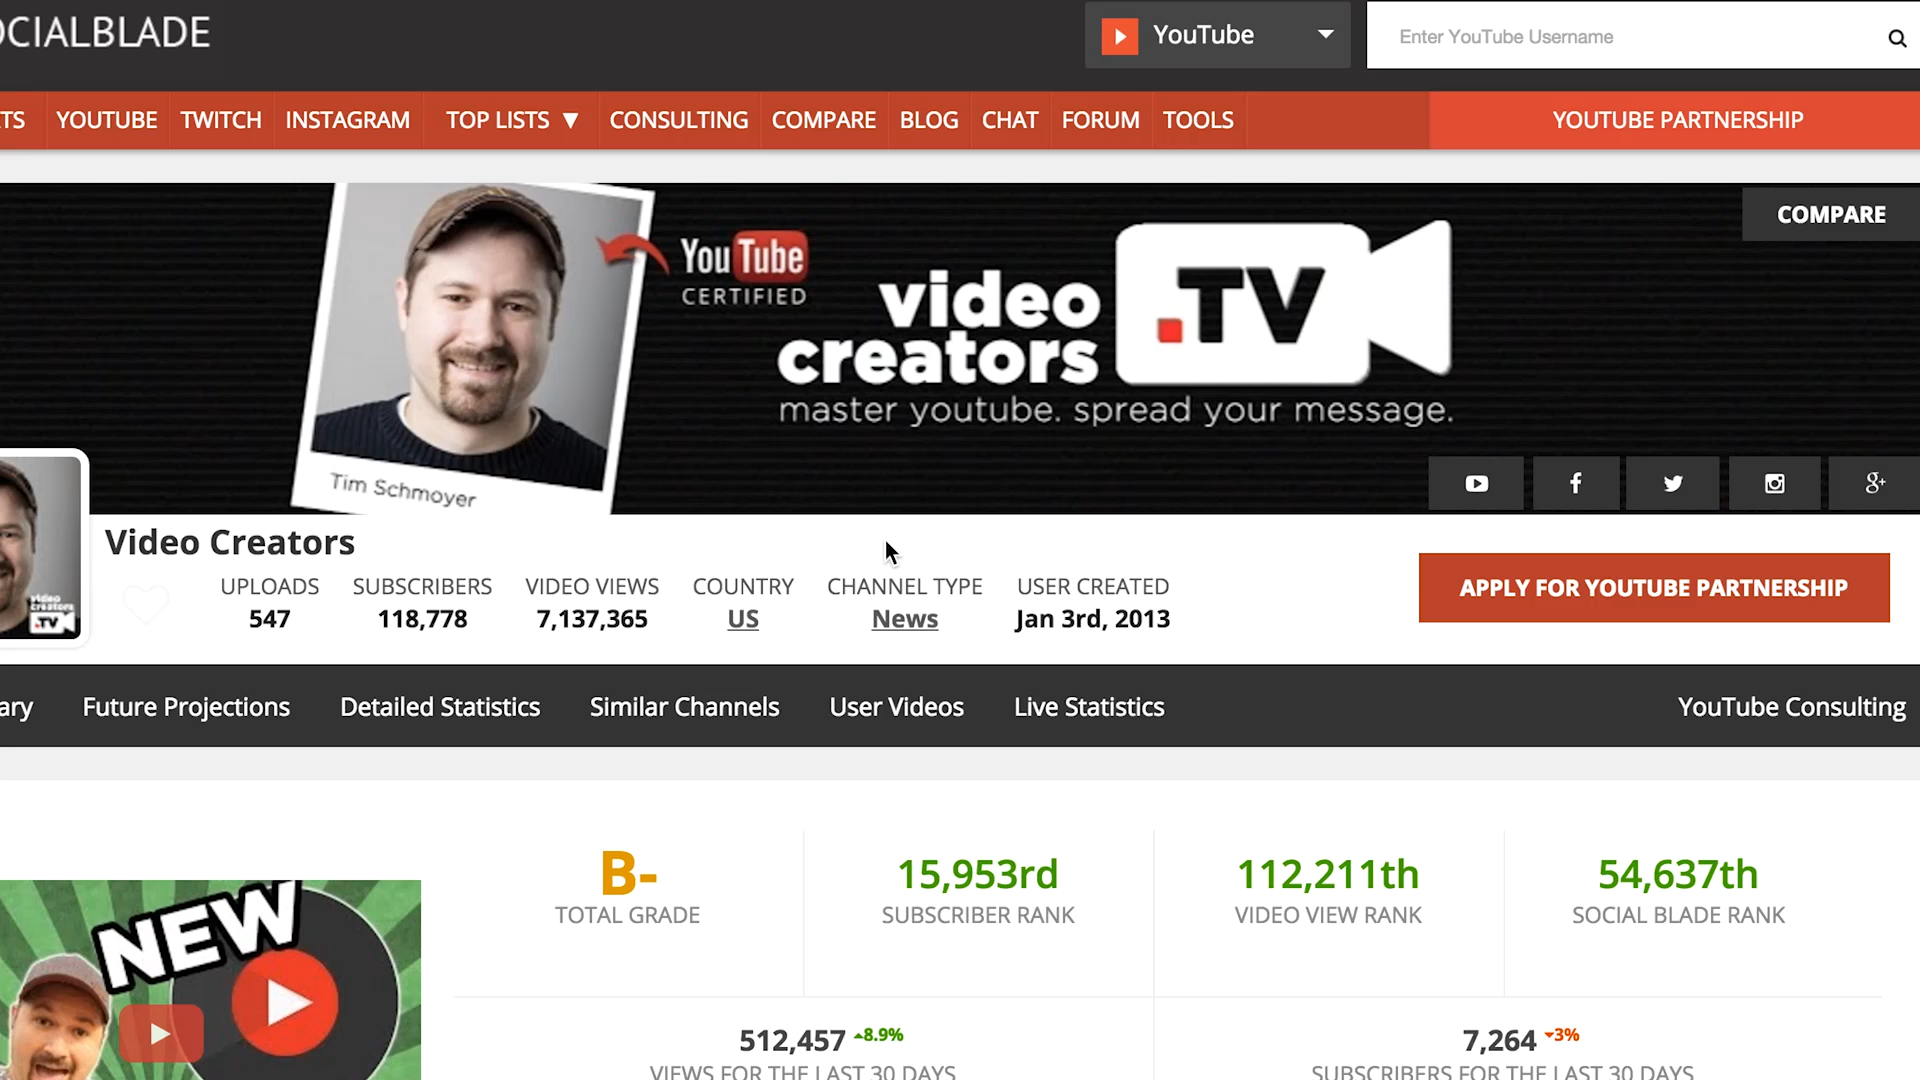 OCIALBLADE
YouTube
Enter YouTube Username
TS YOUTUBE TWITCH INSTAGRAM TOP LISTS ▼ CONSULTING COMPARE BLOG CHAT FORUM TOOLS YOUTUBE PARTNERSHIP
COMPARE
YouTube
CERTIFIED
video
creators .TV
master youtube. spread your message.
Tim Schmoyer
f
g+
Video Creators
video
creators
.TV
UPLOADS SUBSCRIBERS VIDEO VIEWS COUNTRY CHANNEL TYPE USER CREATED
547 118,778 7,137,365 US News Jan 3rd, 2013
APPLY FOR YOUTUBE PARTNERSHIP
ary Future Projections Detailed Statistics Similar Channels User Videos Live Statistics YouTube Consulting
NEW
B- 15,953rd 112,211th 54,637th
TOTAL GRADE SUBSCRIBER RANK VIDEO VIEW RANK SOCIAL BLADE RANK
512,457 8.9% 7,264 -3%
VIEWS FOR THE LAST 30 DAYS SUBSCRIBERS FOR THE LAST 30 DAYS